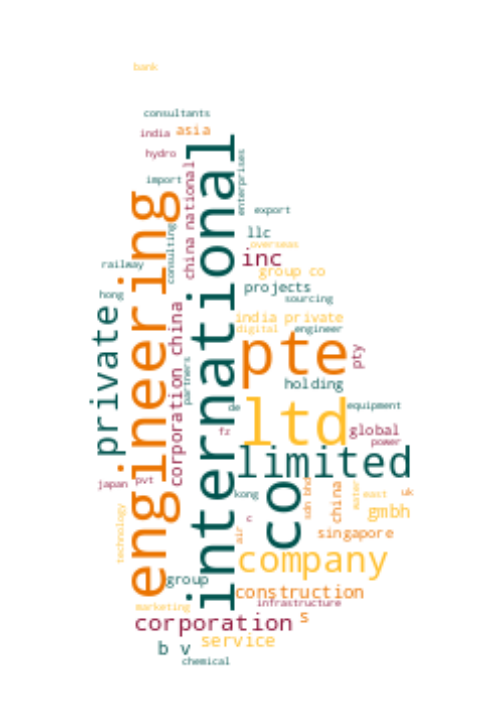 bank
consultants
india
asia
hydro
international
enterprises
import
china national
engineering
export
consulting
llc
overseas
inc
railway
group co
projects
hong
sourcing
corporation china
private
india private
digital
engineer
pte
pty
partners
holding
ltd
de
equipment
fz
global
power
limited
japan
pvt
co
kong
sdn bhd
china
water
east
uk
gmbh
technology
c
air
singapore
company
group
construction
infrastructure
marketing
corporation
s
service
b v
chemical